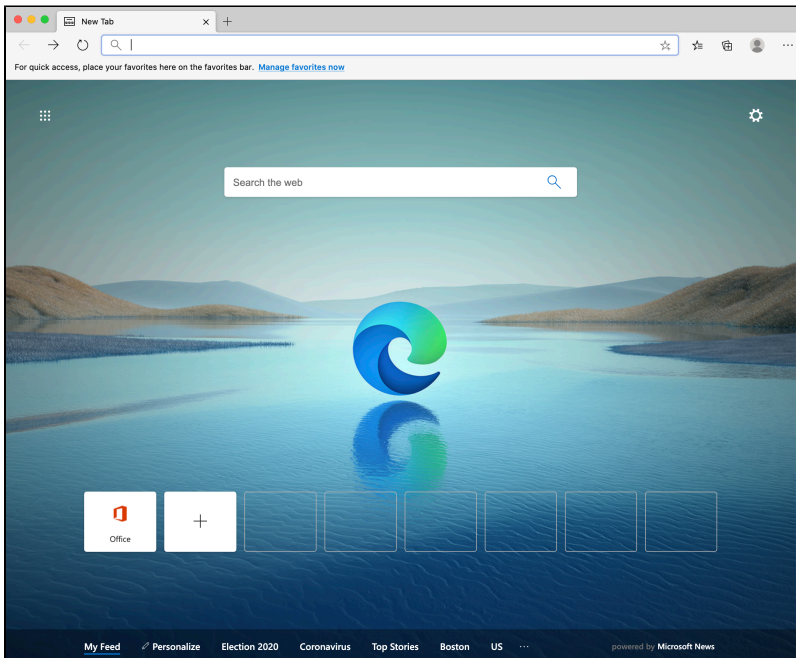 New Tab
For quick access, place your favorites here on the favorites bar. Manage favorites now
Search the web
Office
My Feed Personalize Election 2020 Coronavirus Top Stories Boston US ... powered by Microsoft News